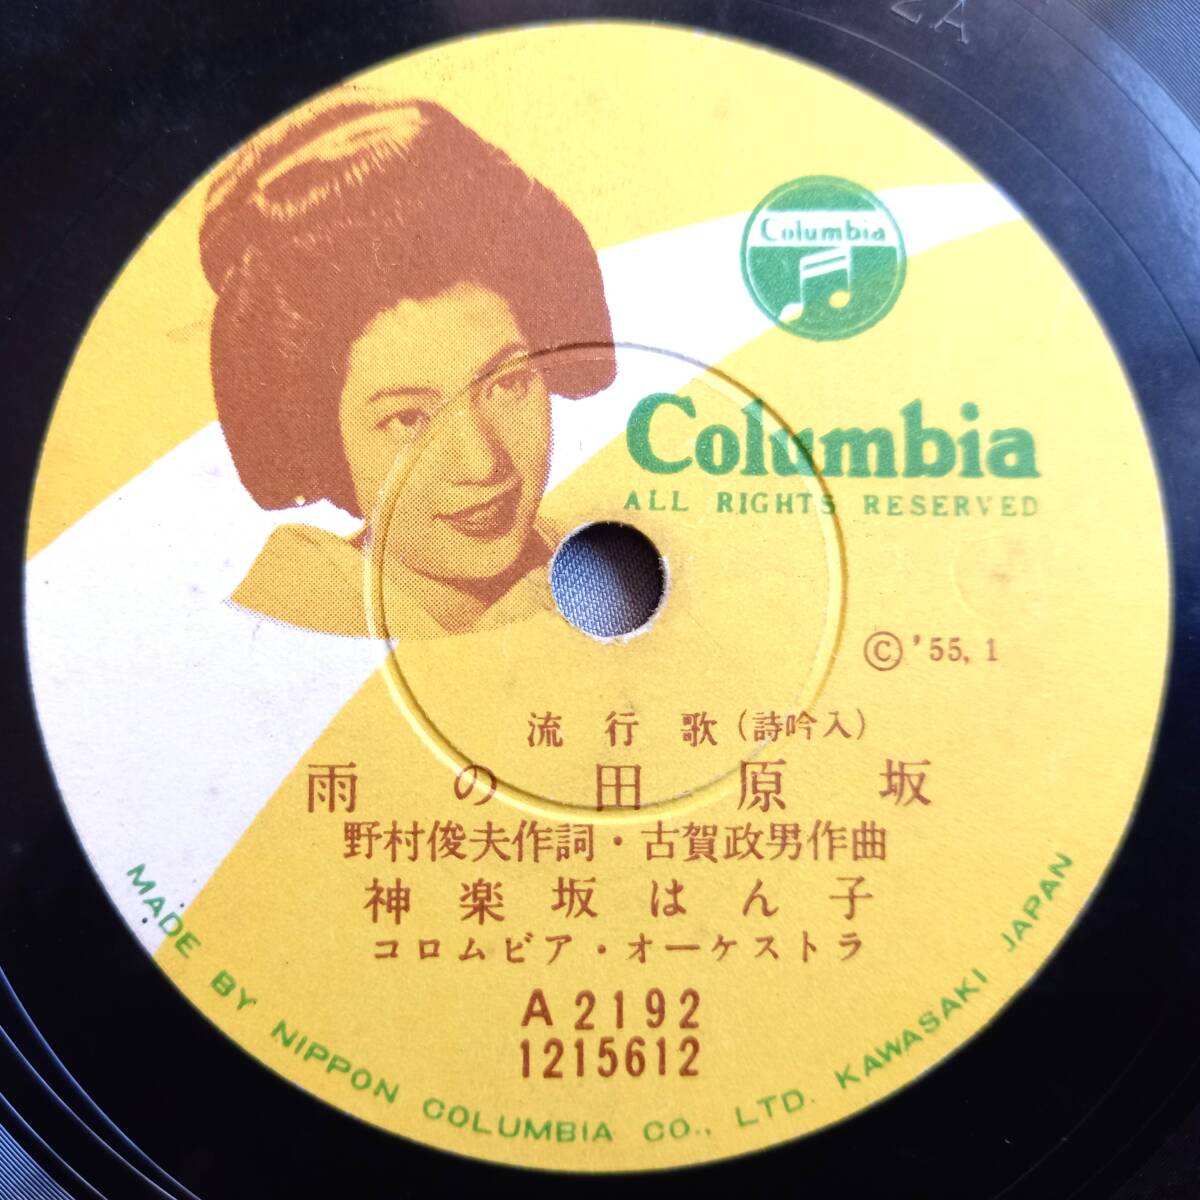 2A
Columbia
Columbia
ALL RIGHTS RESERVED
Ⓒ'55,1
流行歌(詩吟入)
雨の田原坂
野村俊夫作詞・古賀政男作曲
神楽坂はん子
コロムビア・オーケストラ
A2192
1215612
MADE BY NIPPON COLUMBIA CO., LTD. KAWASAKI JAPAN